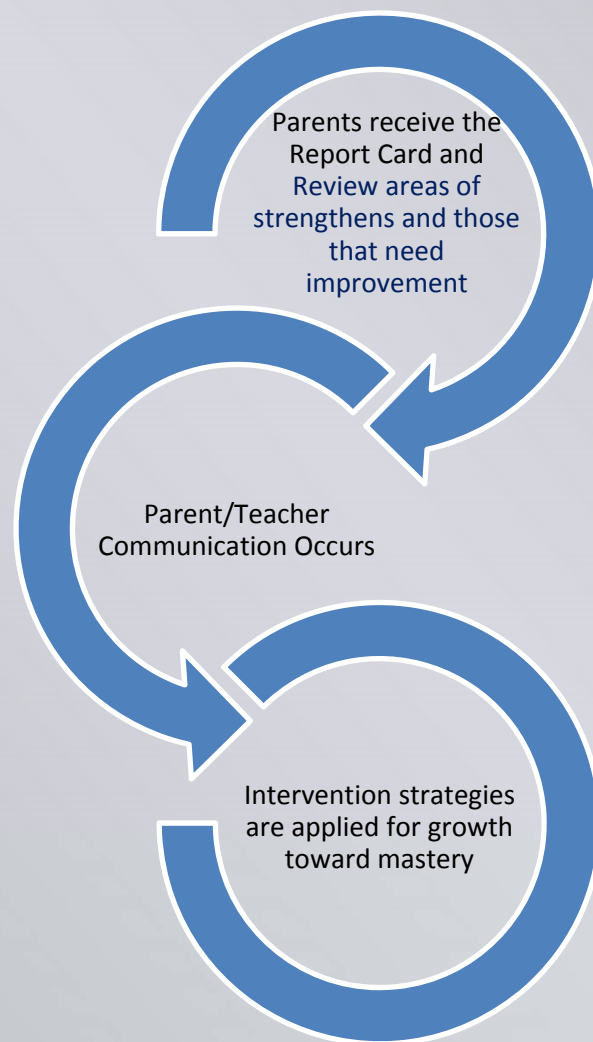 Parents receive the
Report Card and
Review areas of
strengthens and those
that need
improvement
Parent/Teacher
Communication Occurs
Intervention strategies
are applied for growth
toward mastery